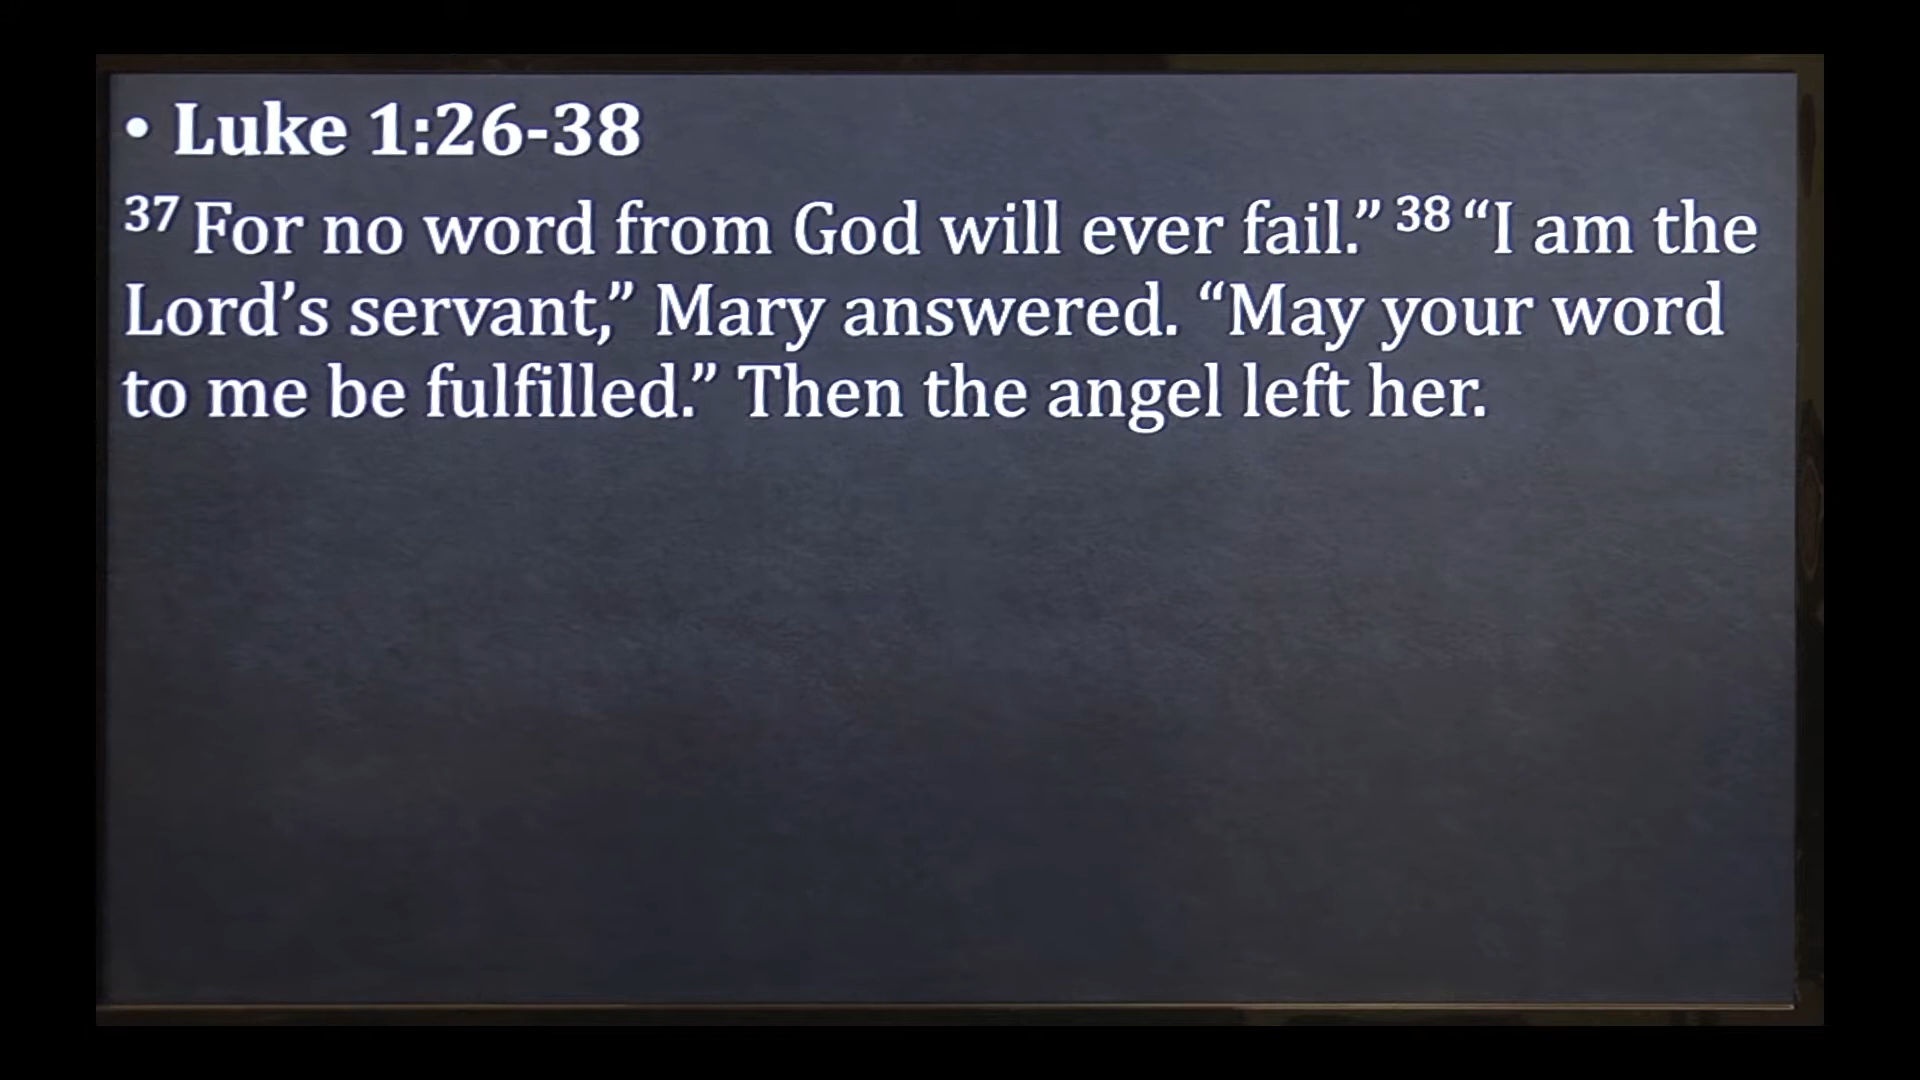 • Luke 1:26-38
37 For no word from God will ever fail.” 38 “I am the
Lord’s servant,” Mary answered. “May your word
to me be fulfilled.” Then the angel left her.